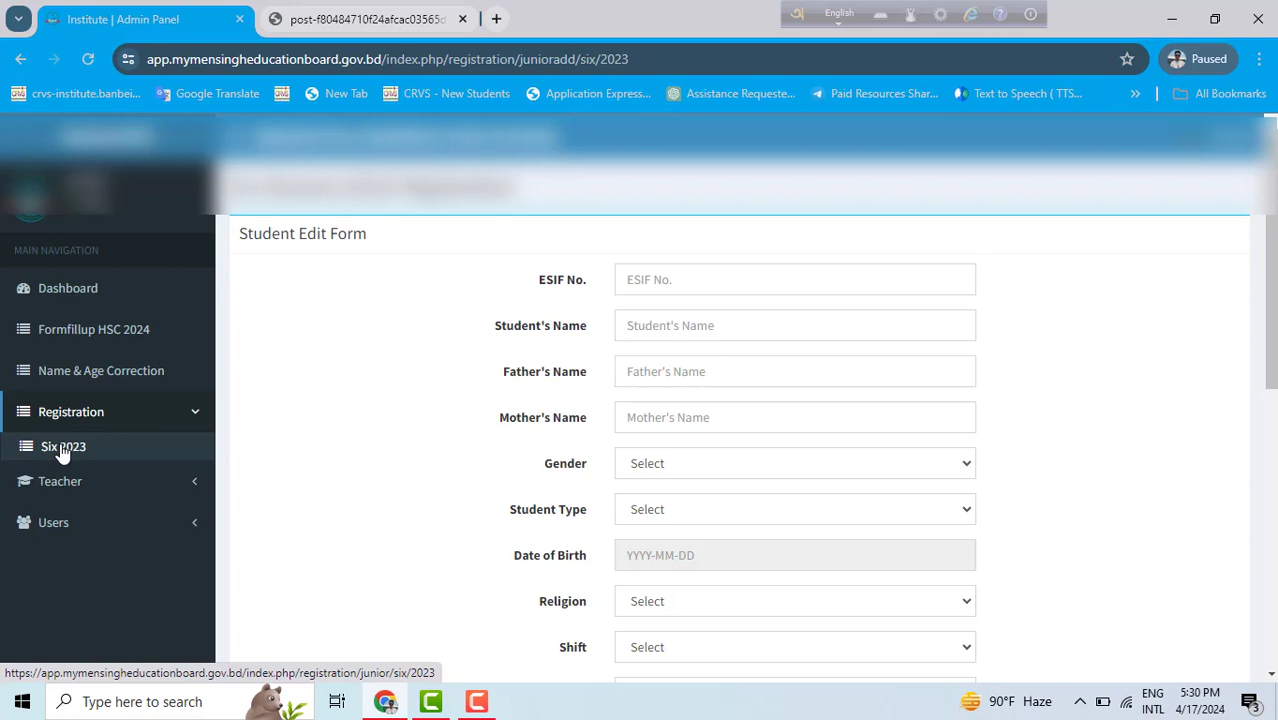 Institute | Admin Panel
post-f80484710f24afcac03565d
English
app.mymensingheducationboard.gov.bd/index.php/registration/junioradd/six/2023
Paused
crvs-institute.banbei...
Google Translate
New Tab
CRVS - New Students
Application Express...
Assistance Requeste...
Paid Resources Shar...
Text to Speech ( TTS...
All Bookmarks
MAIN NAVIGATION
Dashboard
Formfillup HSC 2024
Name & Age Correction
Registration
Six 2023
Teacher
Users
Student Edit Form
ESIF No. ESIF No.
Student's Name Student's Name
Father's Name Father's Name
Mother's Name Mother's Name
Gender Select
Student Type Select
Date of Birth YYYY-MM-DD
Religion Select
Shift Select
https://app.mymensingheducationboard.gov.bd/index.php/registration/junior/six/2023
Type here to search
90°F Haze
ENG
INTL
5:30 PM
4/17/2024
3